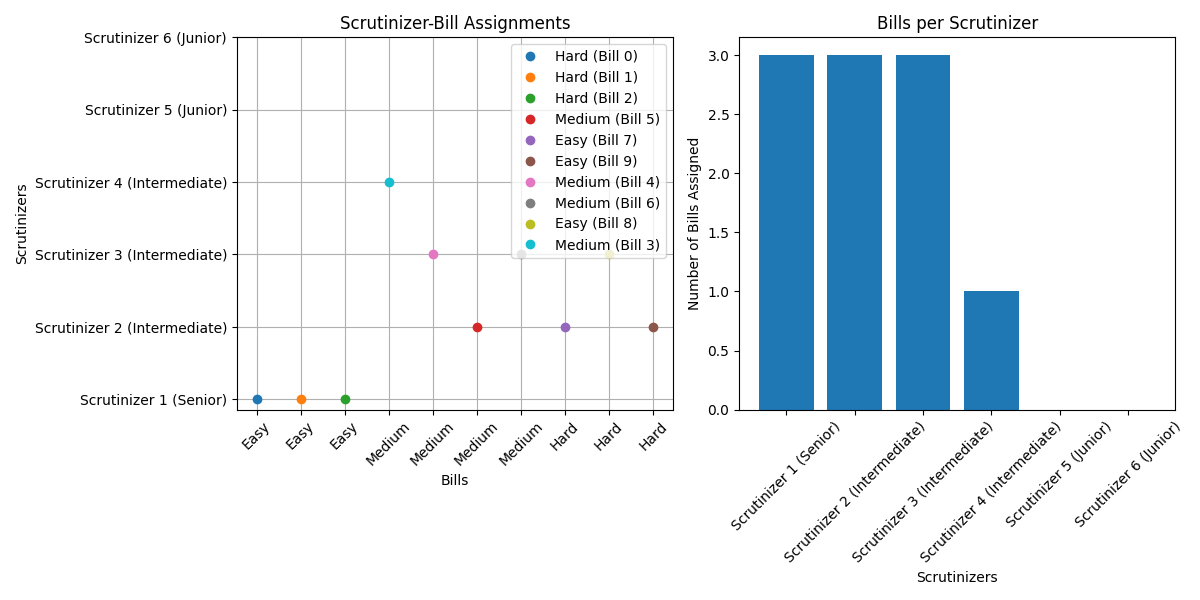 Scrutinizer-Bill Assignments
Scrutinizers
Scrutinizer 6 (Junior)
Scrutinizer 5 (Junior)
Scrutinizer 4 (Intermediate)
Scrutinizer 3 (Intermediate)
Scrutinizer 2 (Intermediate)
Scrutinizer 1 (Senior)
Hard (Bill 0)
Hard (Bill 1)
Hard (Bill 2)
Medium (Bill 5)
Easy (Bill 7)
Easy (Bill 9)
Medium (Bill 4)
Medium (Bill 6)
Easy (Bill 8)
Medium (Bill 3)
Easy
Easy
Easy
Medium
Medium
Medium
Medium
Hard
Hard
Hard
Bills
Bills per Scrutinizer
Number of Bills Assigned
3.0
2.5
2.0
1.5
1.0
0.5
0.0
Scrutinizer 1 (Senior)
Scrutinizer 2 (Intermediate)
Scrutinizer 3 (Intermediate)
Scrutinizer 4 (Intermediate)
Scrutinizer 5 (Junior)
Scrutinizer 6 (Junior)
Scrutinizers